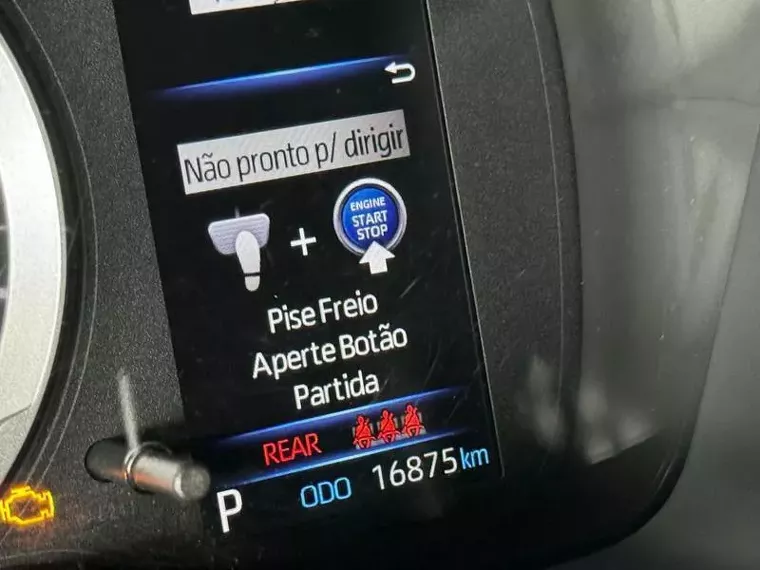 Não pronto p/ dirigir
ENGINE
START
STOP
Pise Freio
Aperte Botão
Partida
REAR
P ODO 16875 km